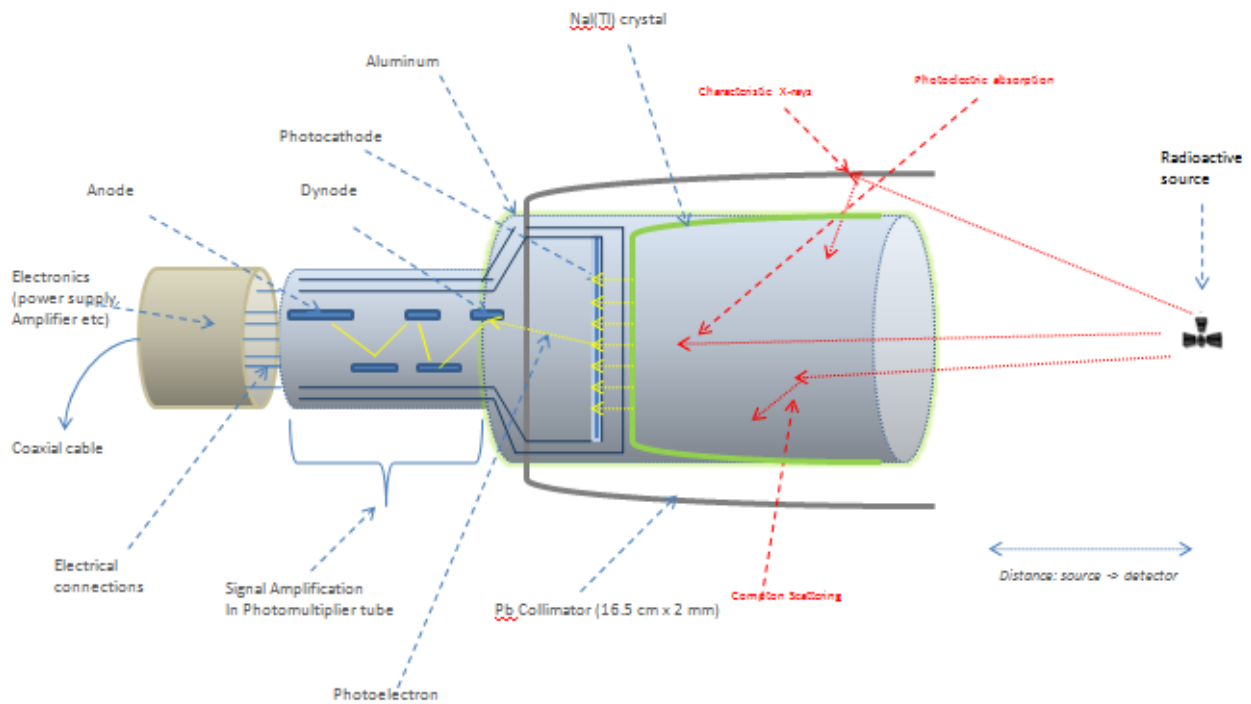 NaI(Tl) crystal
Aluminum
Photoelectric absorption
Characteristic X-rays
Photocathode
Radioactive
source
Anode
Dynode
Electronics
(power supply,
Amplifier etc)
Coaxial cable
Electrical
connections
Signal Amplification
In Photomultiplier tube
Pb Collimator (16.5 cm x 2 mm)
Compton Scattering
Distance: source -> detector
Photoelectron